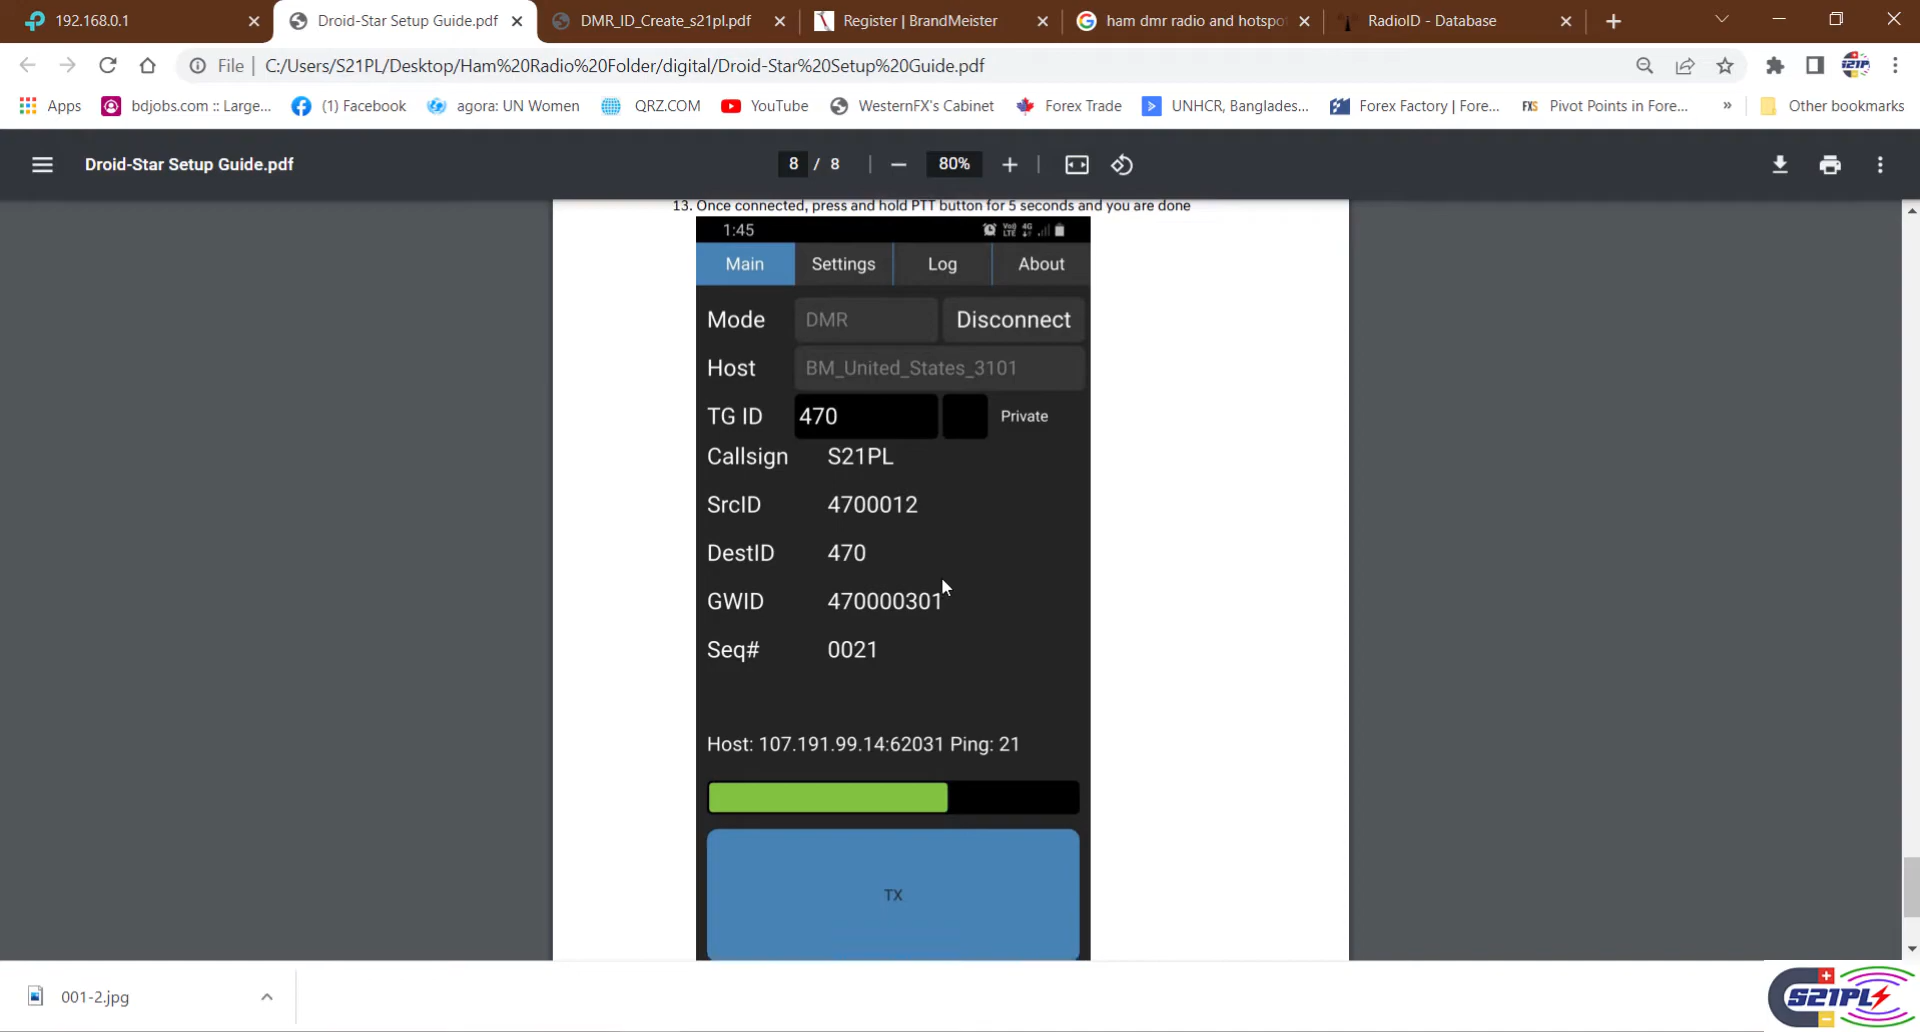 192.168.0.1
Droid-Star Setup Guide.pdf
DMR_ID_Create_s21pl.pdf
Register | BrandMeister
ham dmr radio and hotspo
RadioID - Database
File C:/Users/S21PL/Desktop/Ham%20Radio%20Folder/digital/Droid-Star%20Setup%20Guide.pdf
Apps
bdjobs.com :: Large...
(1) Facebook
agora: UN Women
QRZ.COM
YouTube
WesternFX's Cabinet
Forex Trade
UNHCR, Banglades...
Forex Factory | Fore...
FXS Pivot Points in Fore...
»
Other bookmarks
Droid-Star Setup Guide.pdf
8 / 8
80%
13. Once connected, press and hold PTT button for 5 seconds and you are done
1:45
Main Settings Log About
Mode DMR Disconnect
Host BM_United_States_3101
TG ID 470 Private
Callsign S21PL
SrcID 4700012
DestID 470
GWID 470000301
Seq# 0021
Host: 107.191.99.14:62031 Ping: 21
TX
001-2.jpg
S21PL